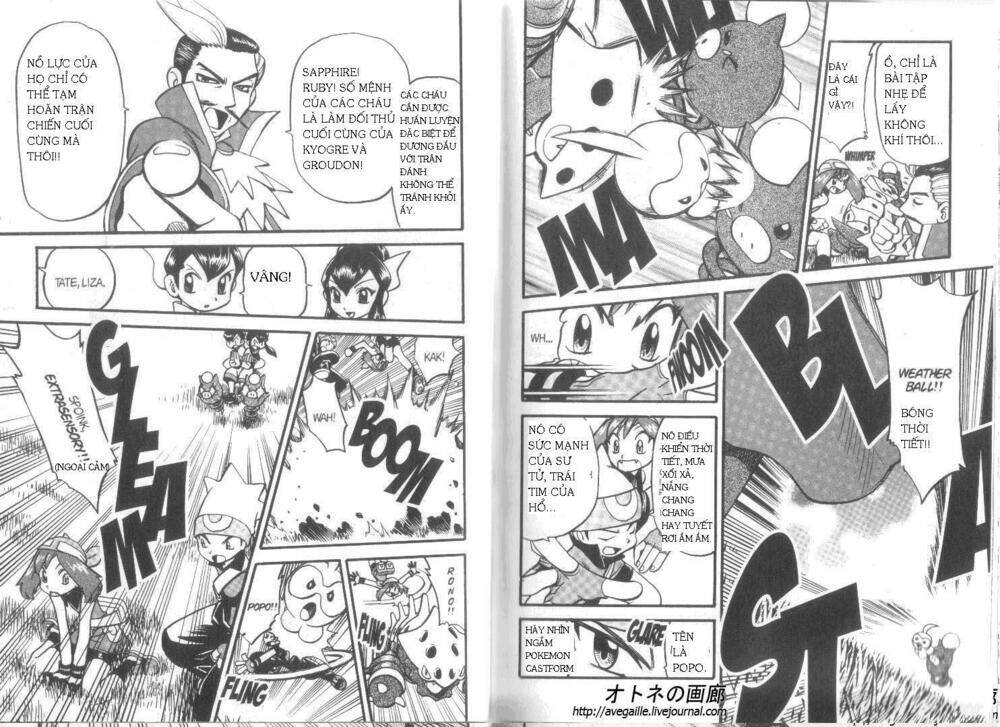 Ồ, CHỈ LÀ
BÀI TẬP
NHẸ ĐỂ
LẤY
KHÔNG
KHÍ THÔI...
ĐÂY
LÀ CÁI
GÌ
VẬY?!
WHIMPER
WHAM
MA
WEATHER
BALL!!
BÓNG
THỜI
TIẾT!!
BLAST
WH...
FWOOM
NÓ ĐIỀU
KHIỂN THỜI
TIẾT, MƯA
XỐI XẢ,
NẮNG
CHANG
CHANG
HAY TUYẾT
RƠI ẦM ẦM.
NÓ CÓ
SỨC MẠNH
CỦA SƯ
TỬ, TRÁI
TIM CỦA
HỔ...
TÊN
LÀ
POPO.
GLARE
HÃY NHÌN
NGẮM
POKEMON
CASTFORM
オトネの画廊
http://avegaille.livejournal.com
CÁC CHÁU
CẦN ĐƯỢC
HUẤN LUYỆN
ĐẶC BIỆT ĐỂ
ĐƯƠNG ĐẦU
VỚI TRẬN
ĐÁNH
KHÔNG THỂ
TRÁNH KHỎI
ẤY.
SAPPHIRE!
RUBY! SỐ MỆNH
CỦA CÁC CHÁU
LÀ LÀM ĐỐI THỦ
CUỐI CÙNG CỦA
KYOGRE VÀ
GROUDON!
NỖ LỰC CỦA
HỌ CHỈ CÓ
THỂ TẠM
HOÃN TRẬN
CHIẾN CUỐI
CÙNG MÀ
THÔI!!
VÂNG!
TATE, LIZA.
KAK!
WAH!
BOOM
GLEAM
SPOINK,
EXTRASENSORY!!
(NGOẠI CẢM)
RONO!!
FLING
POPO!!
FLING